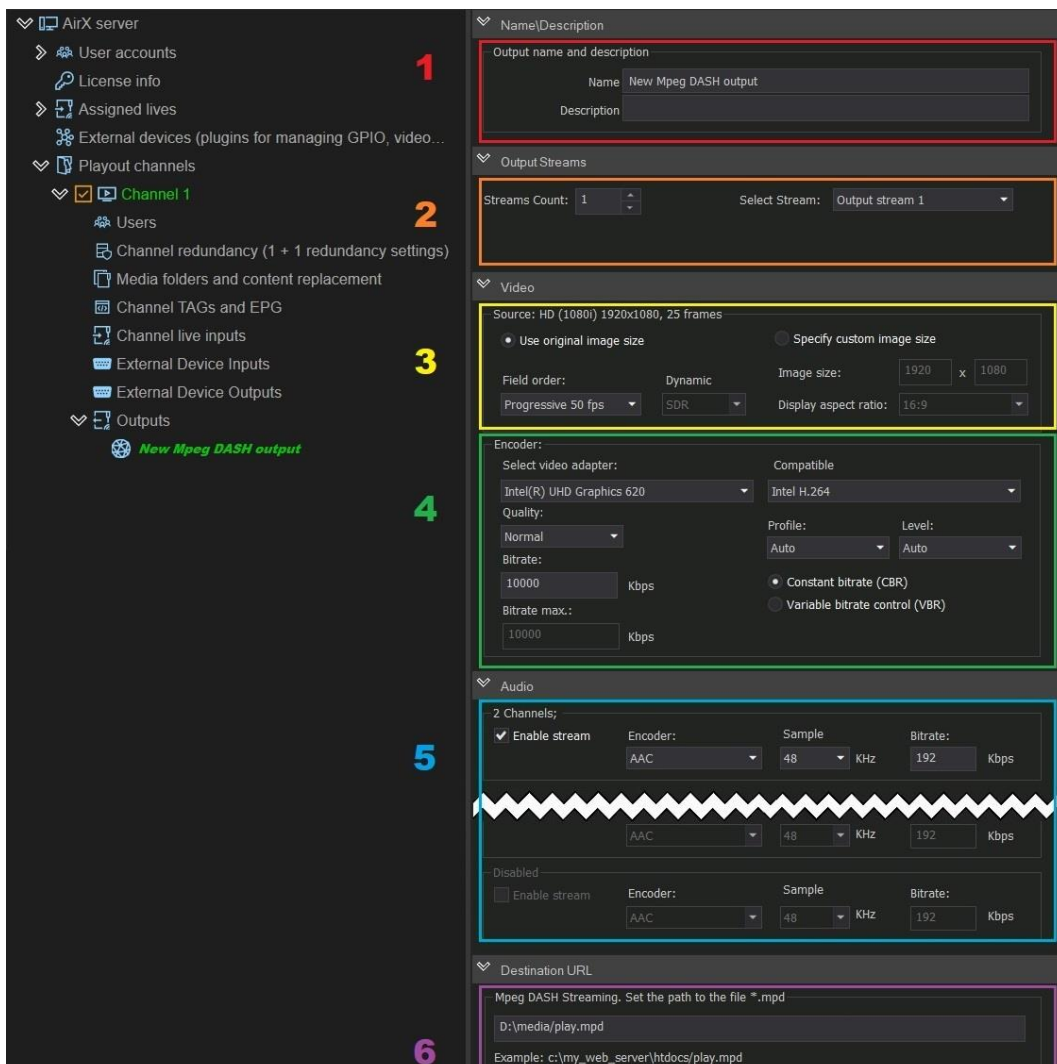 AirX server
User accounts
License info
Assigned lives
External devices (plugins for managing GPIO, video...
Playout channels
Channel 1
Users
Channel redundancy (1 + 1 redundancy settings)
Media folders and content replacement
Channel TAGs and EPG
Channel live inputs
External Device Inputs
External Device Outputs
Outputs
New Mpeg DASH output
1
2
3
4
5
6
Name\Description
Output name and description
Name New Mpeg DASH output
Description
Output Streams
Streams Count: 1 Select Stream: Output stream 1
Video
Source: HD (1080i) 1920x1080, 25 frames
Use original image size Specify custom image size
Field order: Dynamic Image size: 1920 x 1080
Progressive 50 fps SDR Display aspect ratio: 16:9
Encoder:
Select video adapter: Compatible
Intel(R) UHD Graphics 620 Intel H.264
Quality: Profile: Level:
Normal Auto Auto
Bitrate:
10000 Kbps Constant bitrate (CBR)
Variable bitrate control (VBR)
Bitrate max.:
10000 Kbps
Audio
2 Channels;
Enable stream Encoder: Sample Bitrate:
AAC 48 KHz 192 Kbps
AAC 48 KHz 192 Kbps
Disabled
Enable stream Encoder: Sample Bitrate:
AAC 48 KHz 192 Kbps
Destination URL
Mpeg DASH Streaming. Set the path to the file *.mpd
D:\media/play.mpd
Example: c:\my_web_server\htdocs/play.mpd